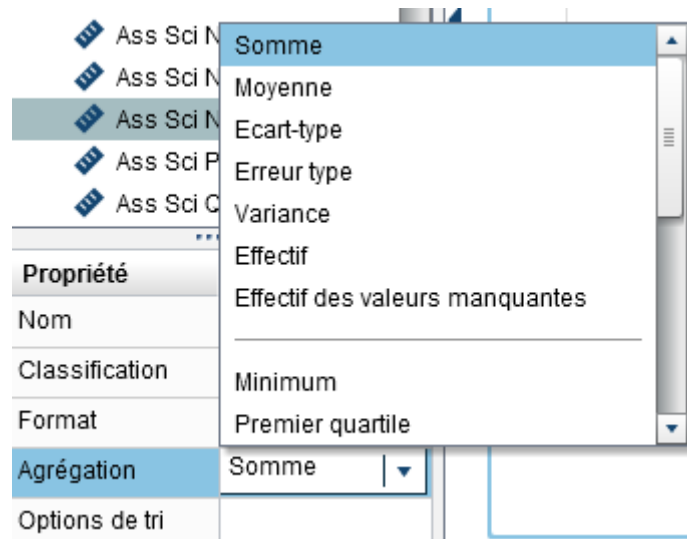 Ass Sci N
Ass Sci N
Ass Sci N
Ass Sci P
Ass Sci
Somme
Moyenne
Ecart-type
Erreur type
Variance
Effectif
Effectif des valeurs manquantes
Minimum
Premier quartile
Propriété
Nom
Classification
Format
Agrégation
Somme
Options de tri